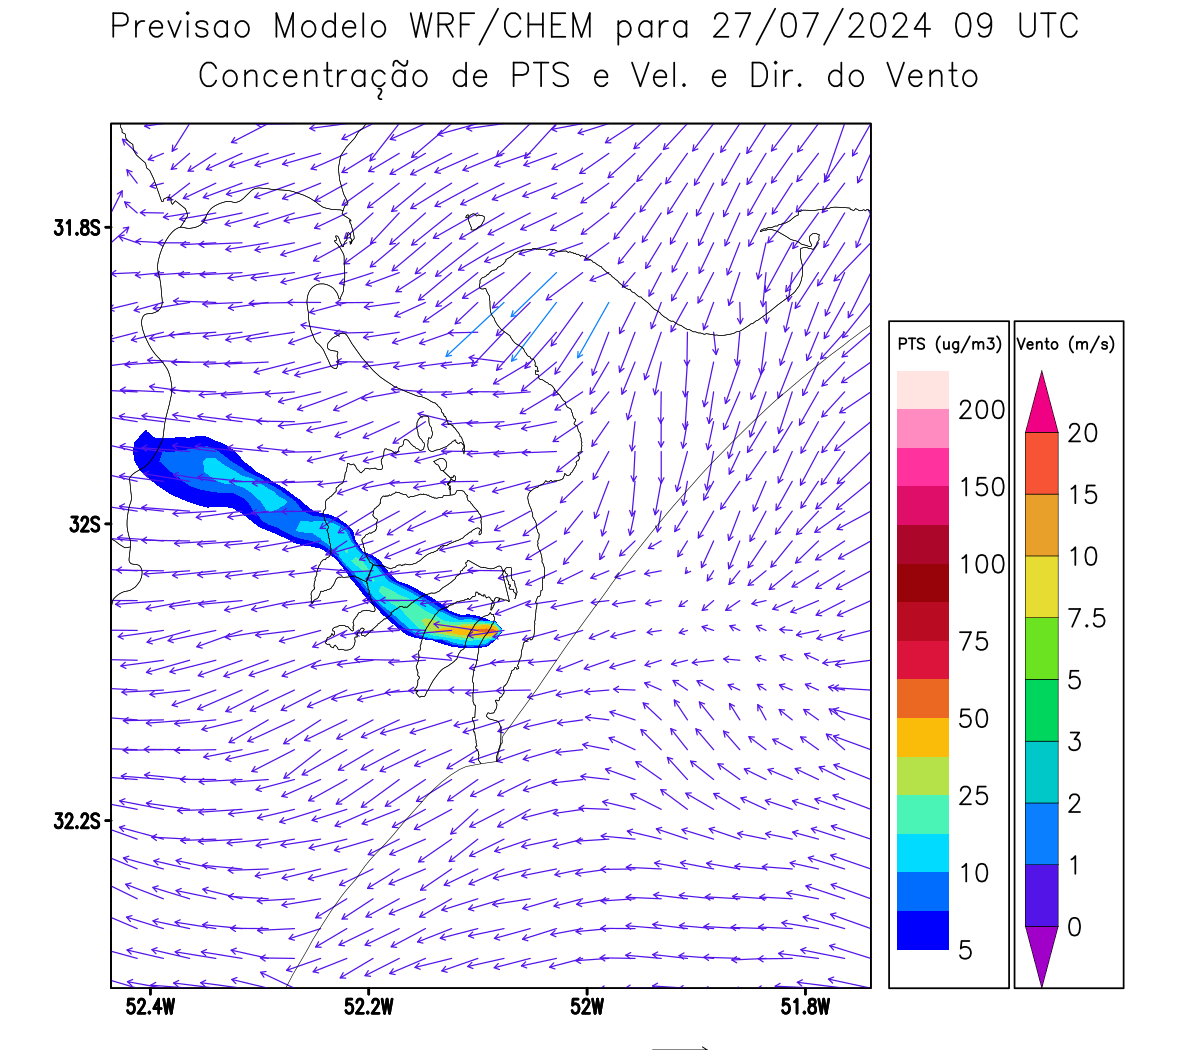 Previsao Modelo WRF/CHEM para 27/07/2024 09 UTC
Concentração de PTS e Vel. e Dir. do Vento
31.8S
32S
32.2S
52.4W 52.2W 52W 51.8W
PTS (ug/m3)
200
150
100
75
50
25
10
5
Vento (m/s)
20
15
10
7.5
5
3
2
1
0